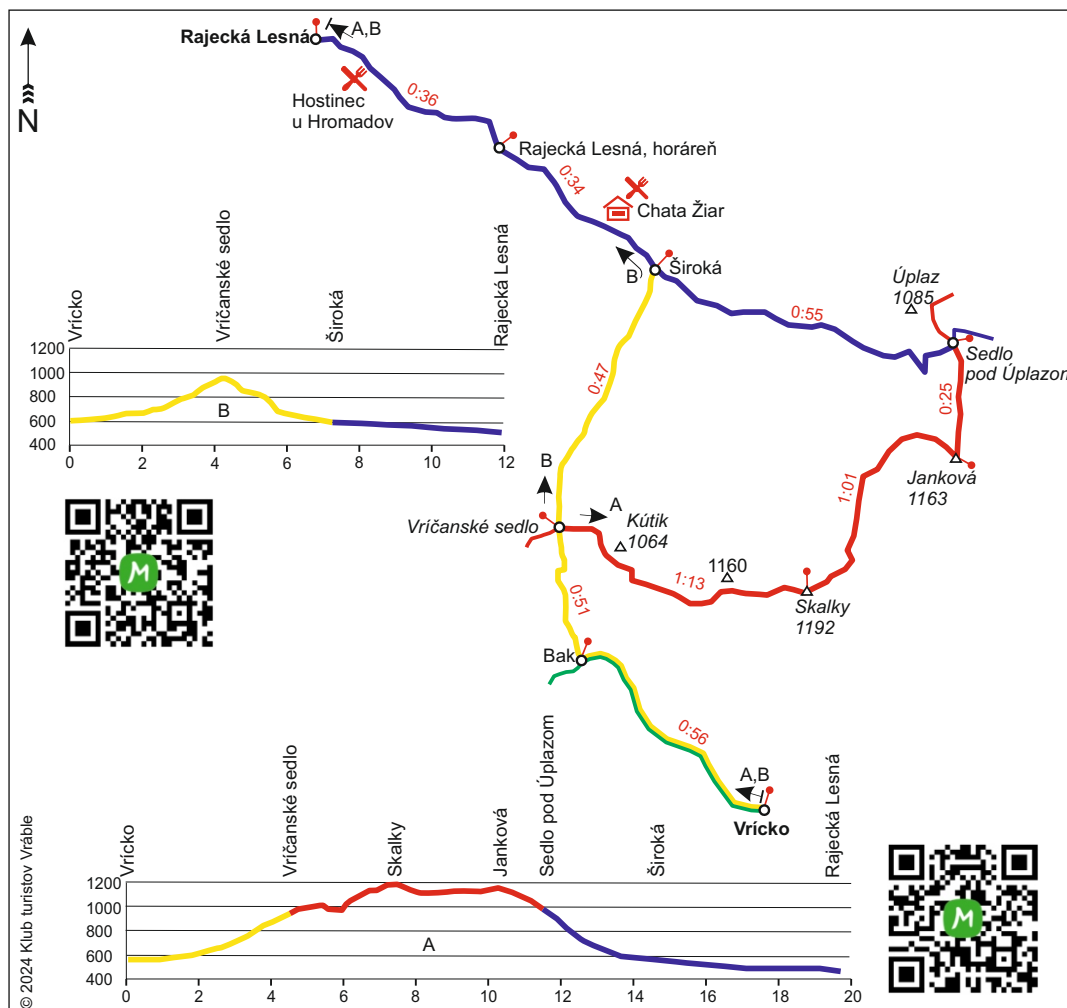 Rajecká Lesná
A,B
N
Hostinec
u Hromadov
0:36
Rajecká Lesná, horáreň
0:34
Chata Žiar
B
Široká
Úplaz
1085
0:55
Sedlo
pod Úplazom
0:47
0:25
Janková
1163
1:01
B
A
Vríčanské sedlo
Kútik
1064
1:13
1160
Skalky
1192
0:51
Bak
0:56
A,B
Vrícko
Vrícko
Vríčanské sedlo
Široká
Rajecká Lesná
1200
1000
800
600
400
B
0 2 4 6 8 10 12
M
Vrícko
Vríčanské sedlo
Skalky
Janková
Sedlo pod Úplazom
Široká
Rajecká Lesná
1200
1000
800
600
400
A
0 2 4 6 8 10 12 14 16 18 20
M
© 2024 Klub turistov Vráble